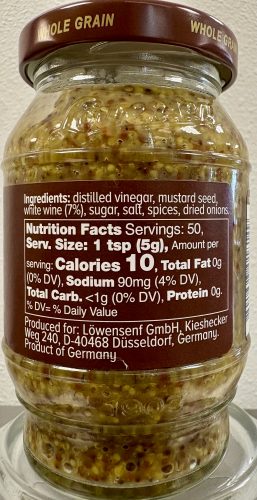 WHOLE GRAIN WHOLE GRAIN
Ingredients: distilled vinegar, mustard seed,
white wine (7%), sugar, salt, spices, dried onions.
Nutrition Facts Servings: 50,
Serv. Size: 1 tsp (5g), Amount per
serving: Calories 10, Total Fat 0g
(0% DV), Sodium 90mg (4% DV),
Total Carb. <1g (0% DV), Protein 0g.
% DV= % Daily Value
Produced for: Löwensenf GmbH, Kieshecker
Weg 240, D-40468 Düsseldorf, Germany.
Product of Germany